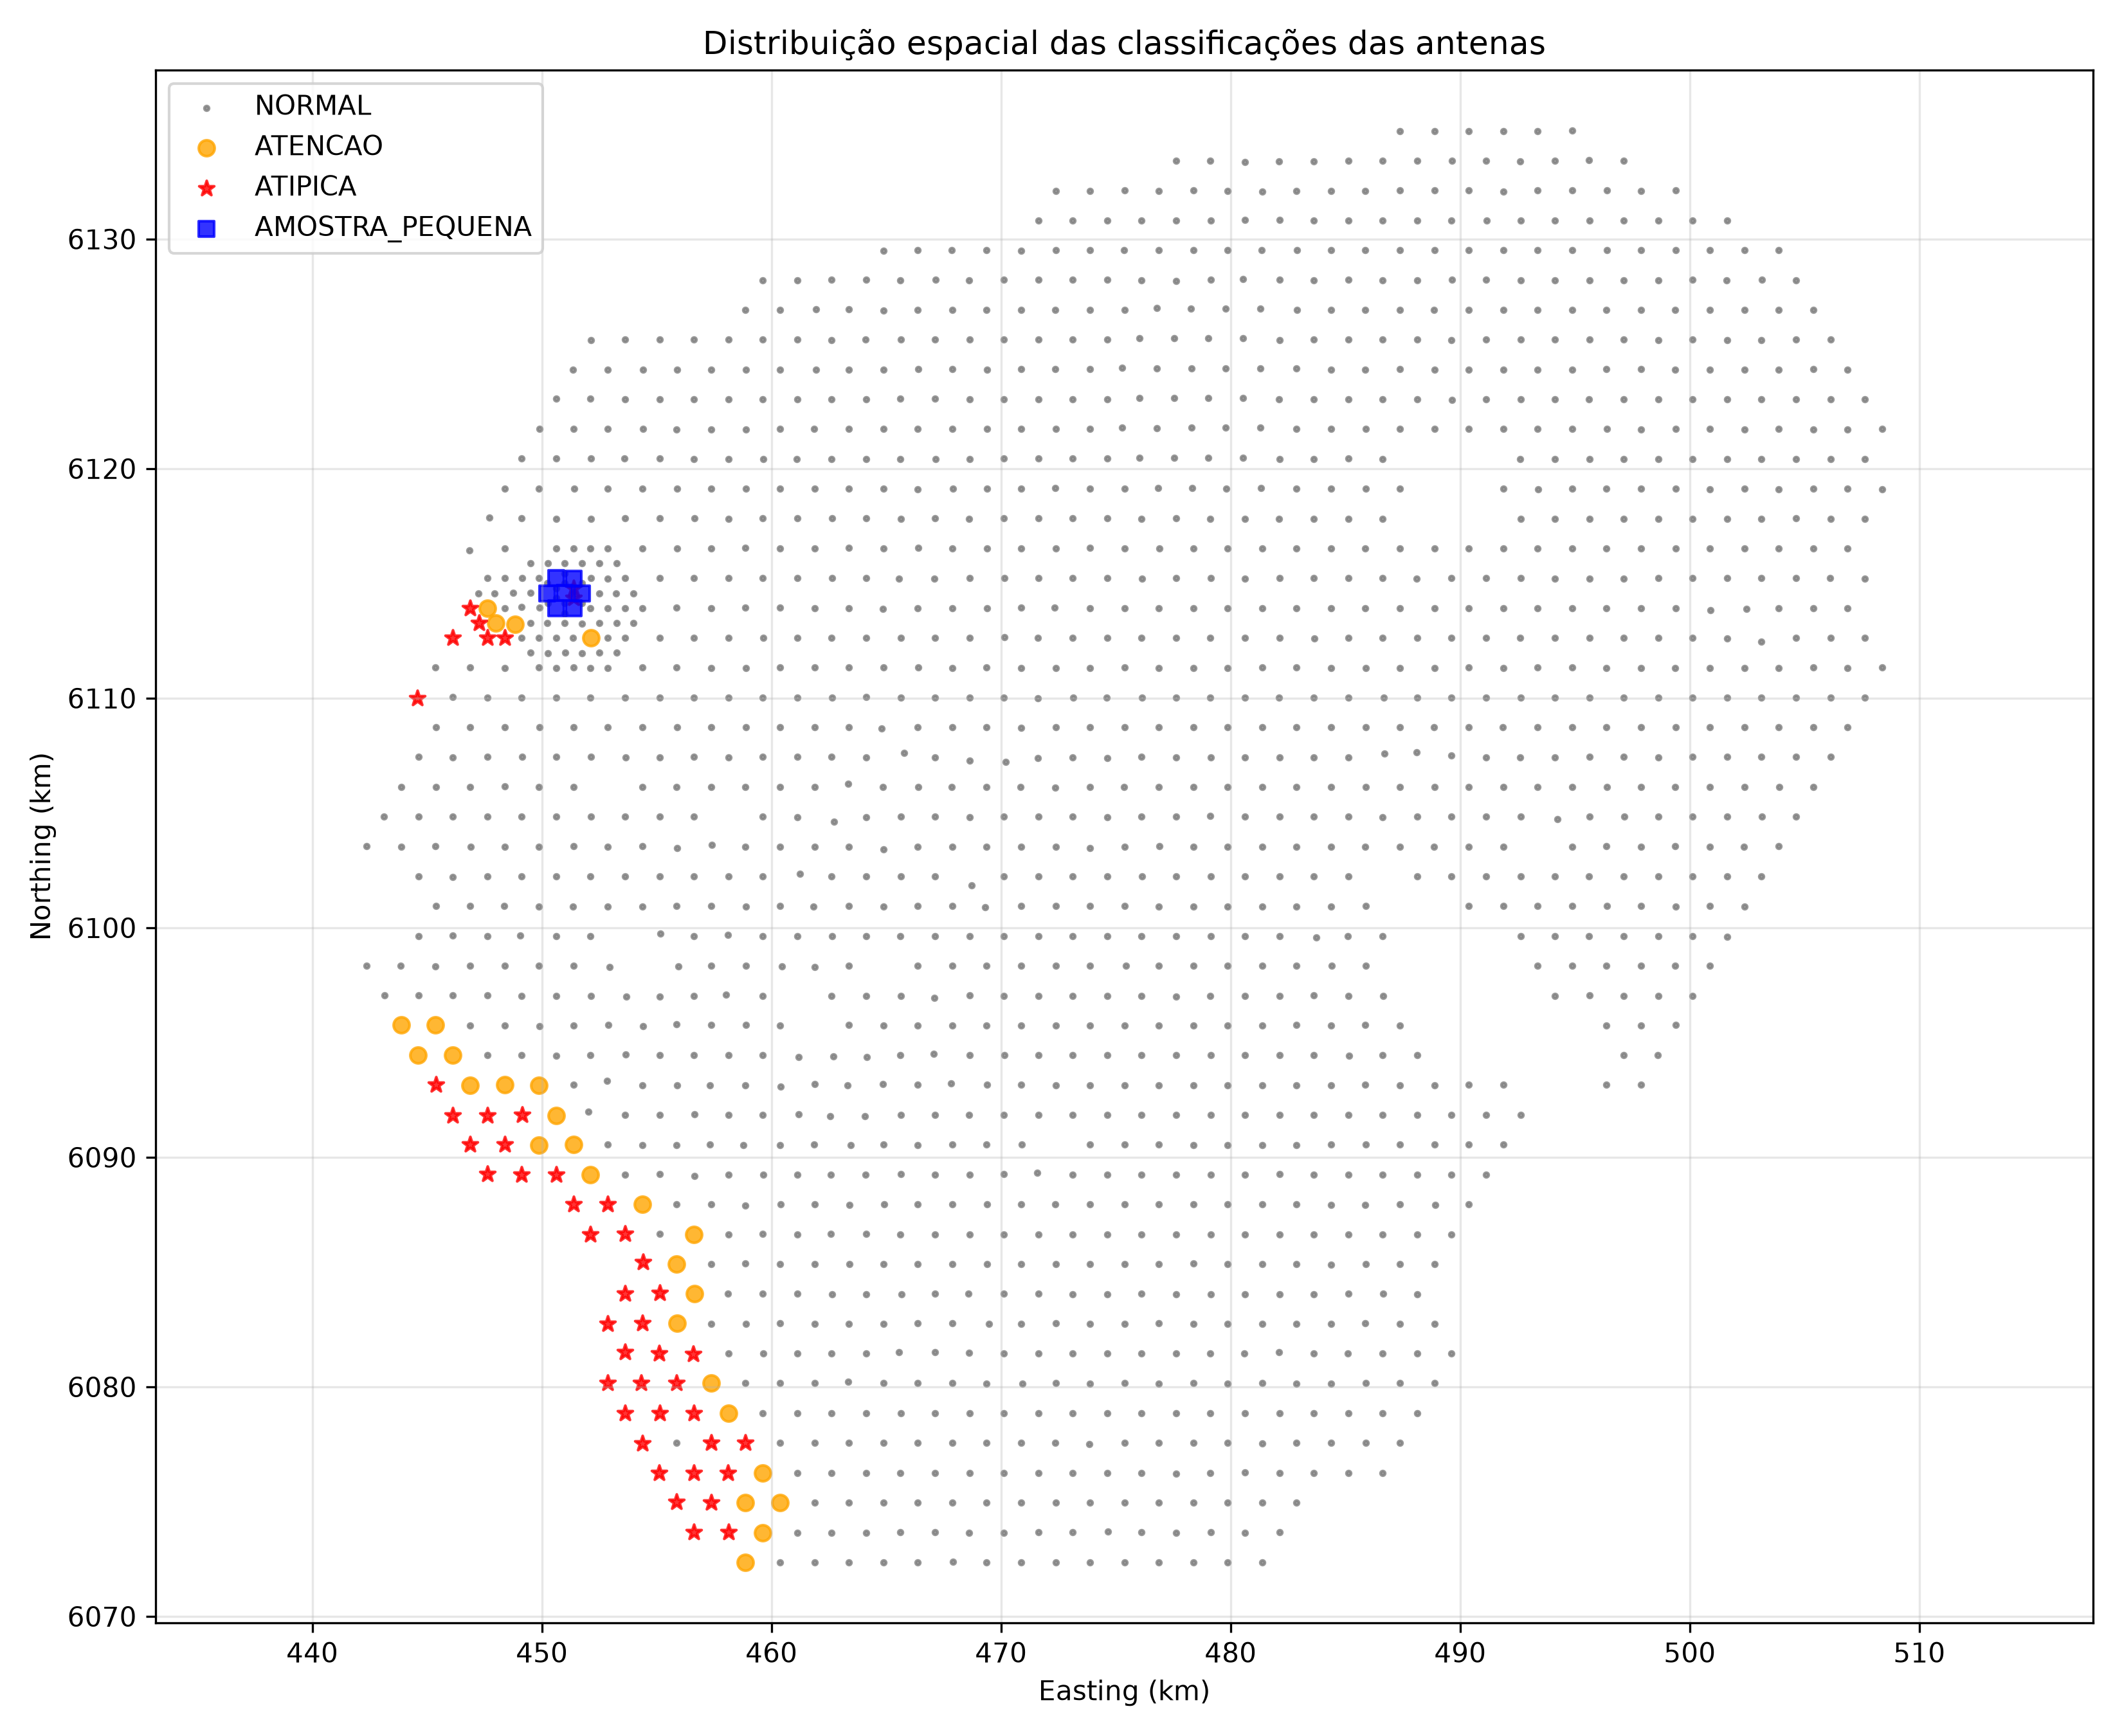 Distribuição espacial das classificações das antenas
NORMAL
ATENCAO
ATIPICA
AMOSTRA_PEQUENA
6130
6120
6110
6100
6090
6080
6070
Northing (km)
440 450 460 470 480 490 500 510
Easting (km)